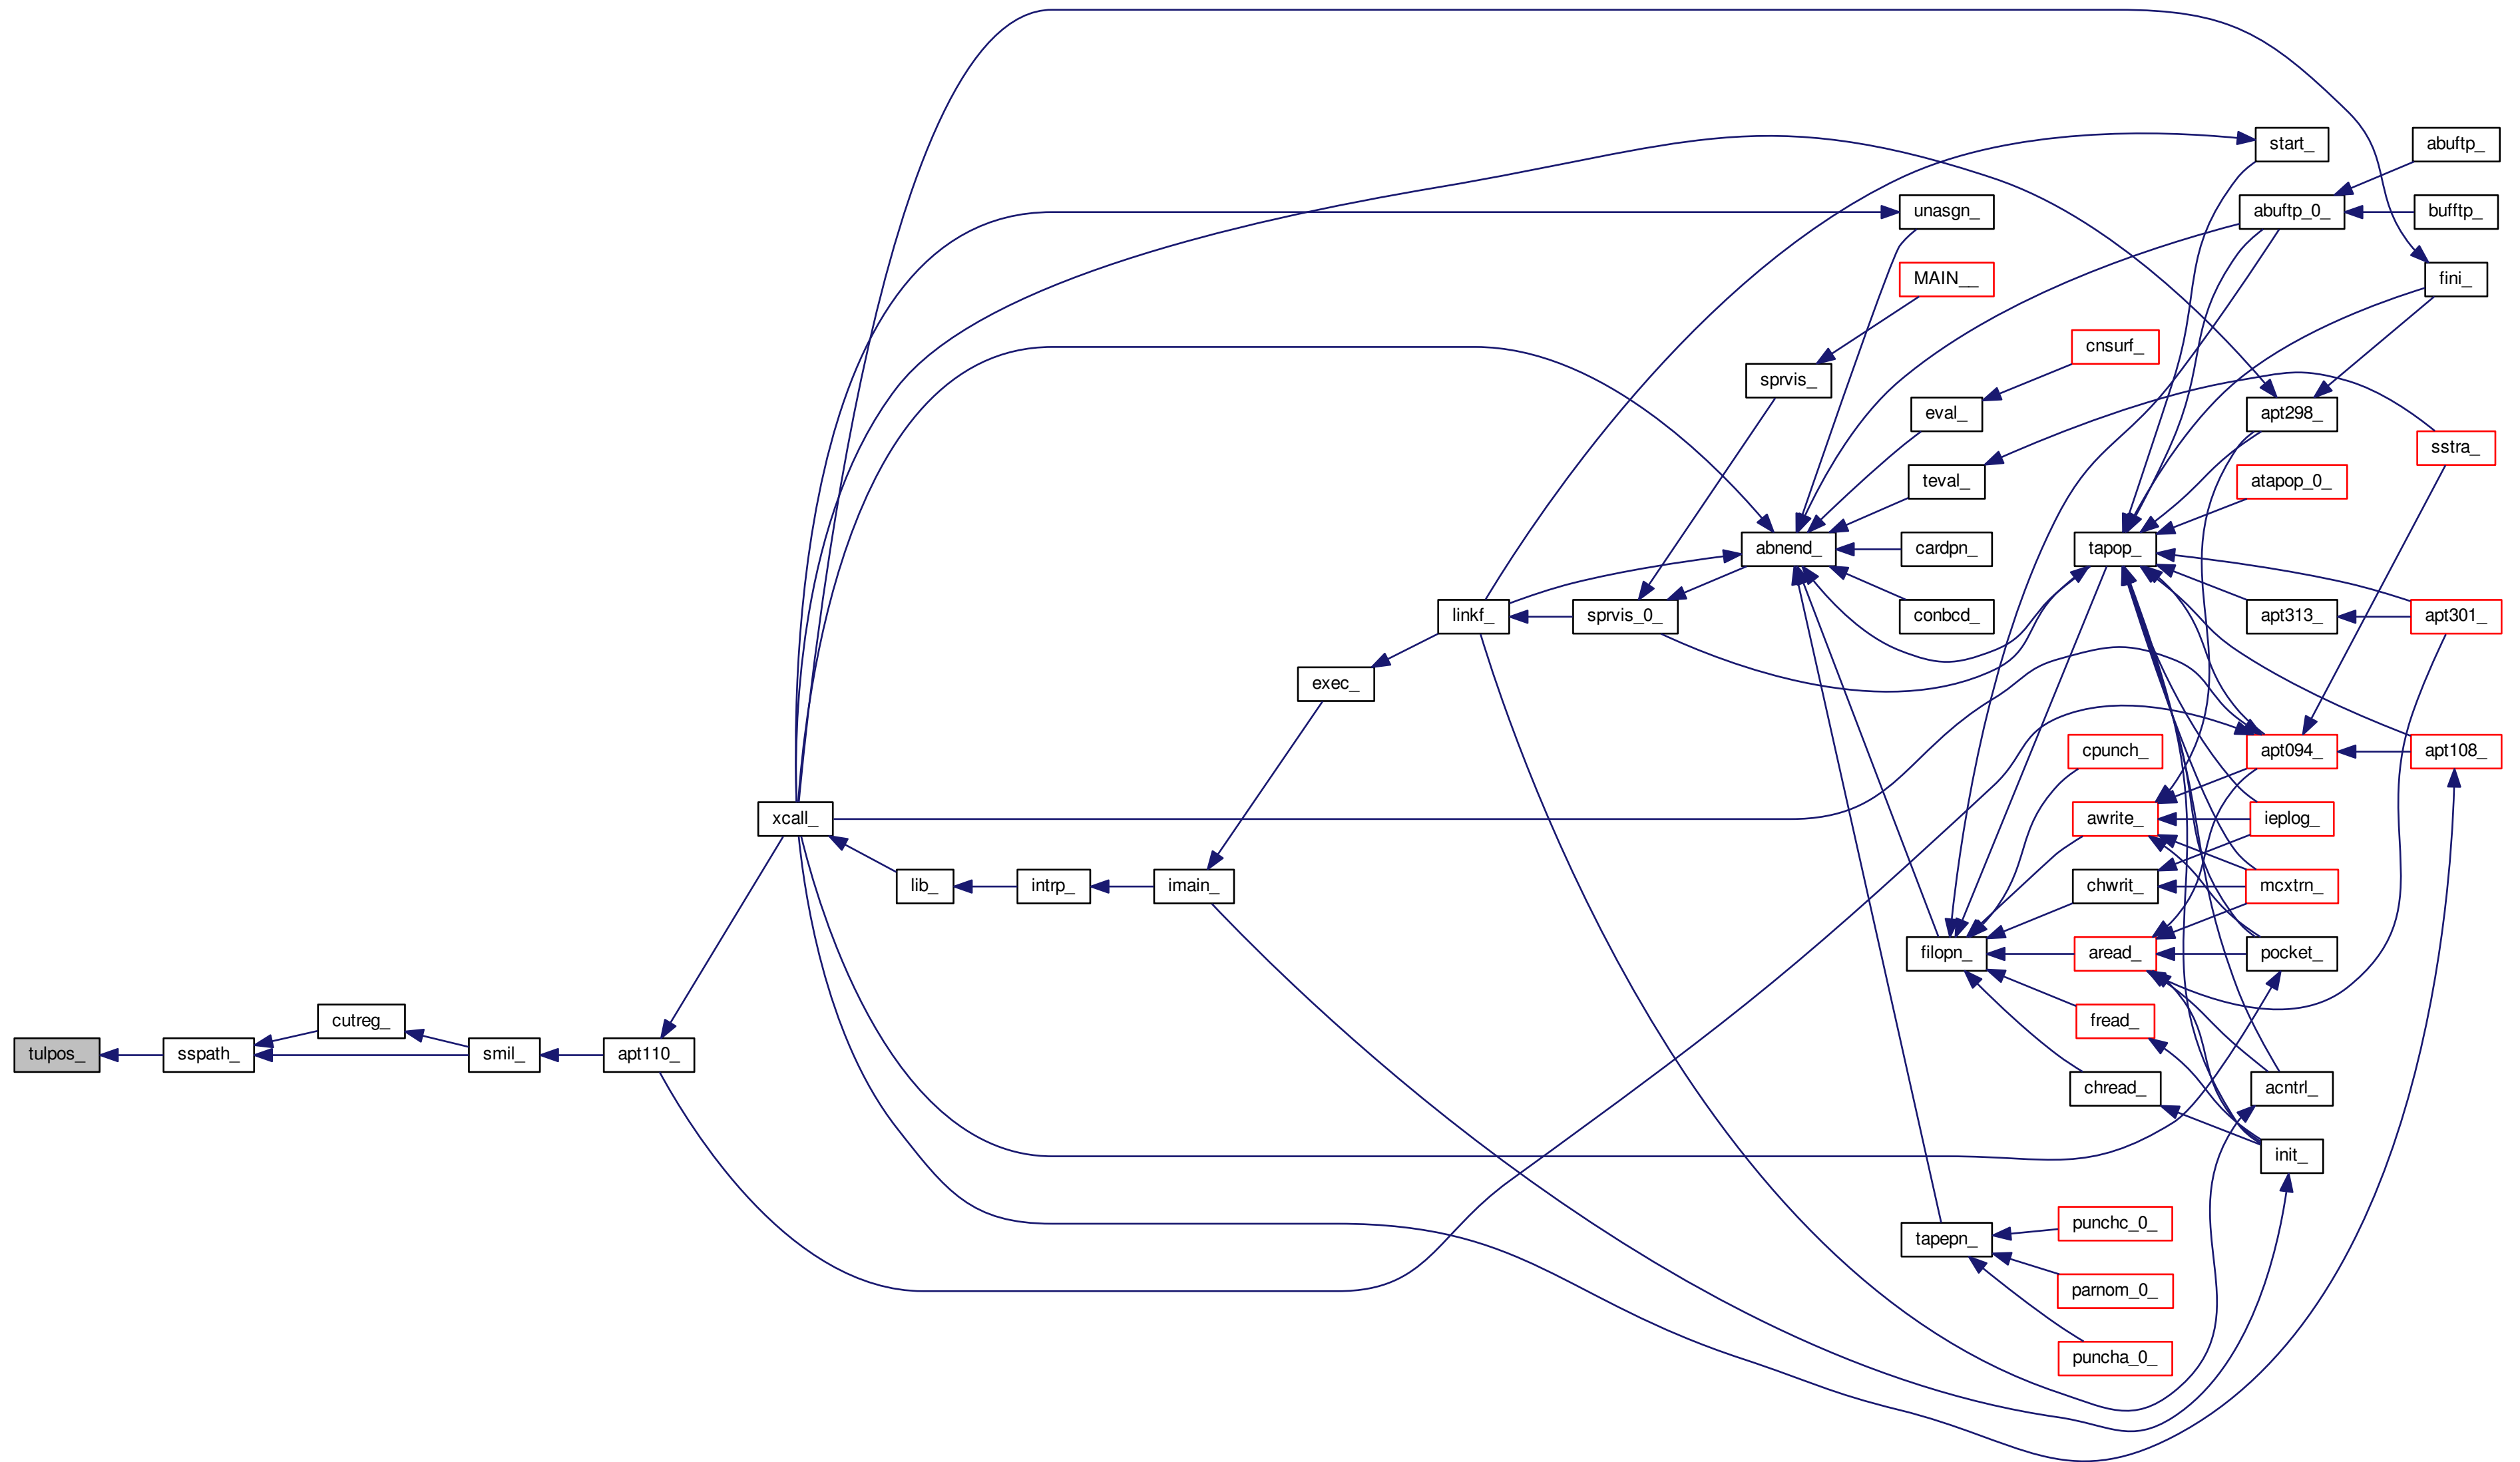 tulpos_
sspath_
cutreg_
smil_
apt110_
xcall_
lib_
intrp_
imain_
exec_
linkf_
sprvis_0_
sprvis_
abnend_
unasgn_
MAIN__
eval_
teval_
cardpn_
conbcd_
filopn_
tapepn_
cnsurf_
tapop_
cpunch_
awrite_
chwrit_
aread_
fread_
chread_
punchc_0_
parnom_0_
puncha_0_
start_
abuftp_0_
apt298_
atapop_0_
apt313_
apt094_
ieplog_
mcxtrn_
pocket_
acntrl_
init_
abuftp_
bufftp_
fini_
sstra_
apt301_
apt108_